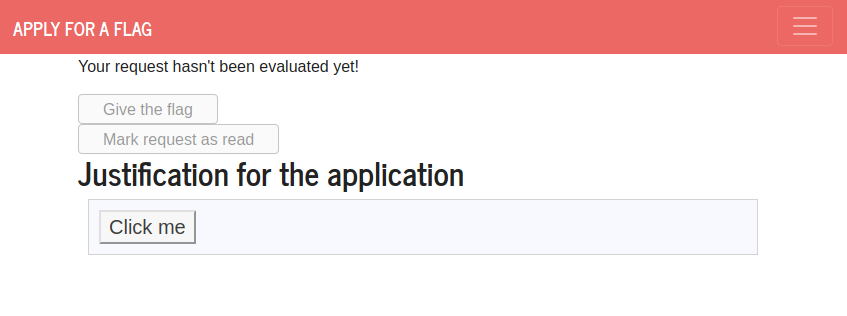 APPLY FOR A FLAG
Your request hasn't been evaluated yet!
Give the flag
Mark request as read
Justification for the application
Click me